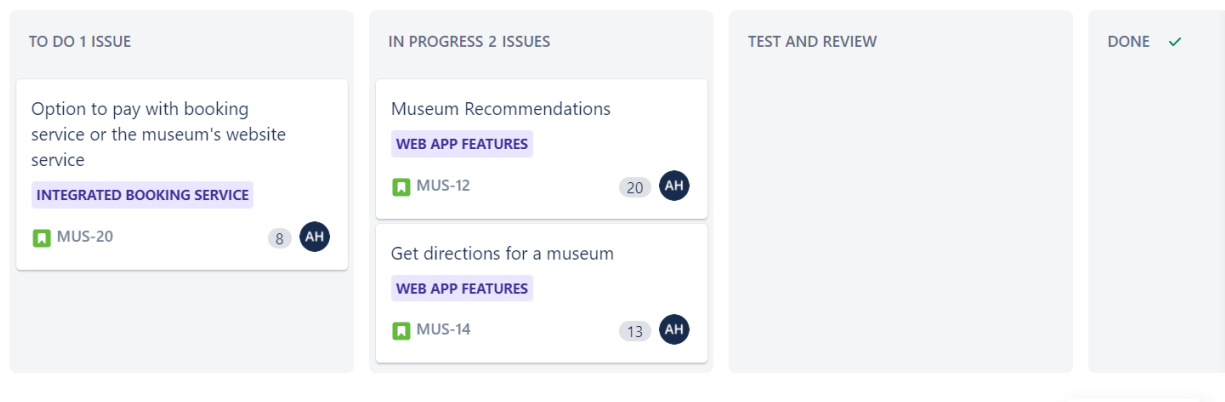 TO DO 1 ISSUE
Option to pay with booking
service or the museum's website
service
INTEGRATED BOOKING SERVICE
MUS-20
8
AH
IN PROGRESS 2 ISSUES
Museum Recommendations
WEB APP FEATURES
MUS-12
20
AH
Get directions for a museum
WEB APP FEATURES
MUS-14
13
AH
TEST AND REVIEW
DONE